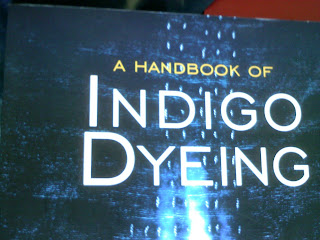 A HANDBOOK OF
INDIGO
DYEING